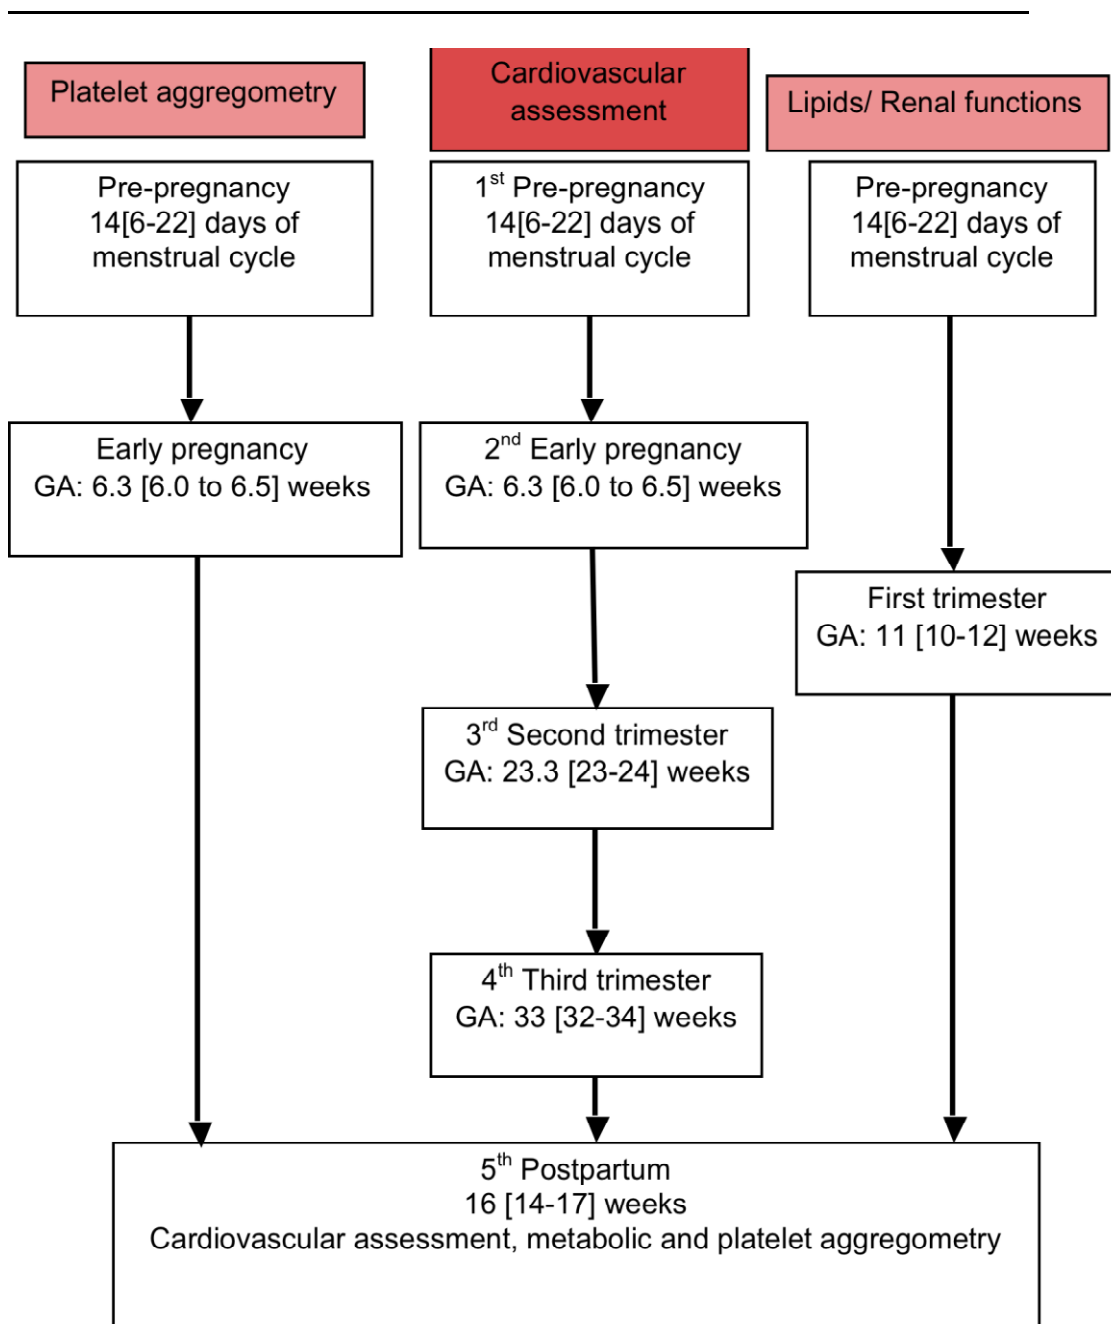 Platelet aggregometry
Cardiovascular
assessment
Lipids/ Renal functions
Pre-pregnancy
14[6-22] days of
menstrual cycle
1st Pre-pregnancy
14[6-22] days of
menstrual cycle
Pre-pregnancy
14[6-22] days of
menstrual cycle
Early pregnancy
GA: 6.3 [6.0 to 6.5] weeks
2nd Early pregnancy
GA: 6.3 [6.0 to 6.5] weeks
First trimester
GA: 11 [10-12] weeks
3rd Second trimester
GA: 23.3 [23-24] weeks
4th Third trimester
GA: 33 [32-34] weeks
5th Postpartum
16 [14-17] weeks
Cardiovascular assessment, metabolic and platelet aggregometry